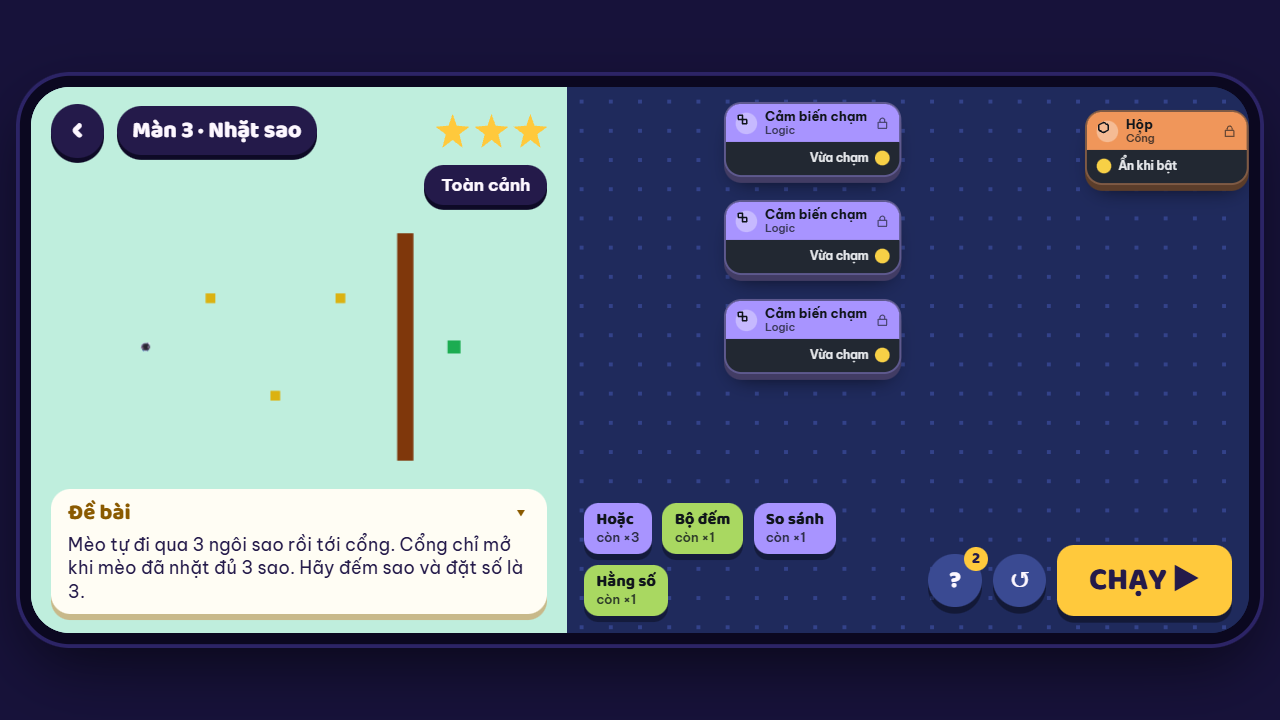 Màn 3 · Nhặt sao
Toàn cảnh
Đề bài
Mèo tự đi qua 3 ngôi sao rồi tới cổng. Cổng chỉ mở
khi mèo đã nhặt đủ 3 sao. Hãy đếm sao và đặt số là
3.
Cảm biến chạm
Logic
Vừa chạm
Cảm biến chạm
Logic
Vừa chạm
Cảm biến chạm
Logic
Vừa chạm
Hộp
Cổng
Ẩn khi bật
Hoặc
còn ×3
Bộ đếm
còn ×1
So sánh
còn ×1
Hằng số
còn ×1
?
2
CHẠY